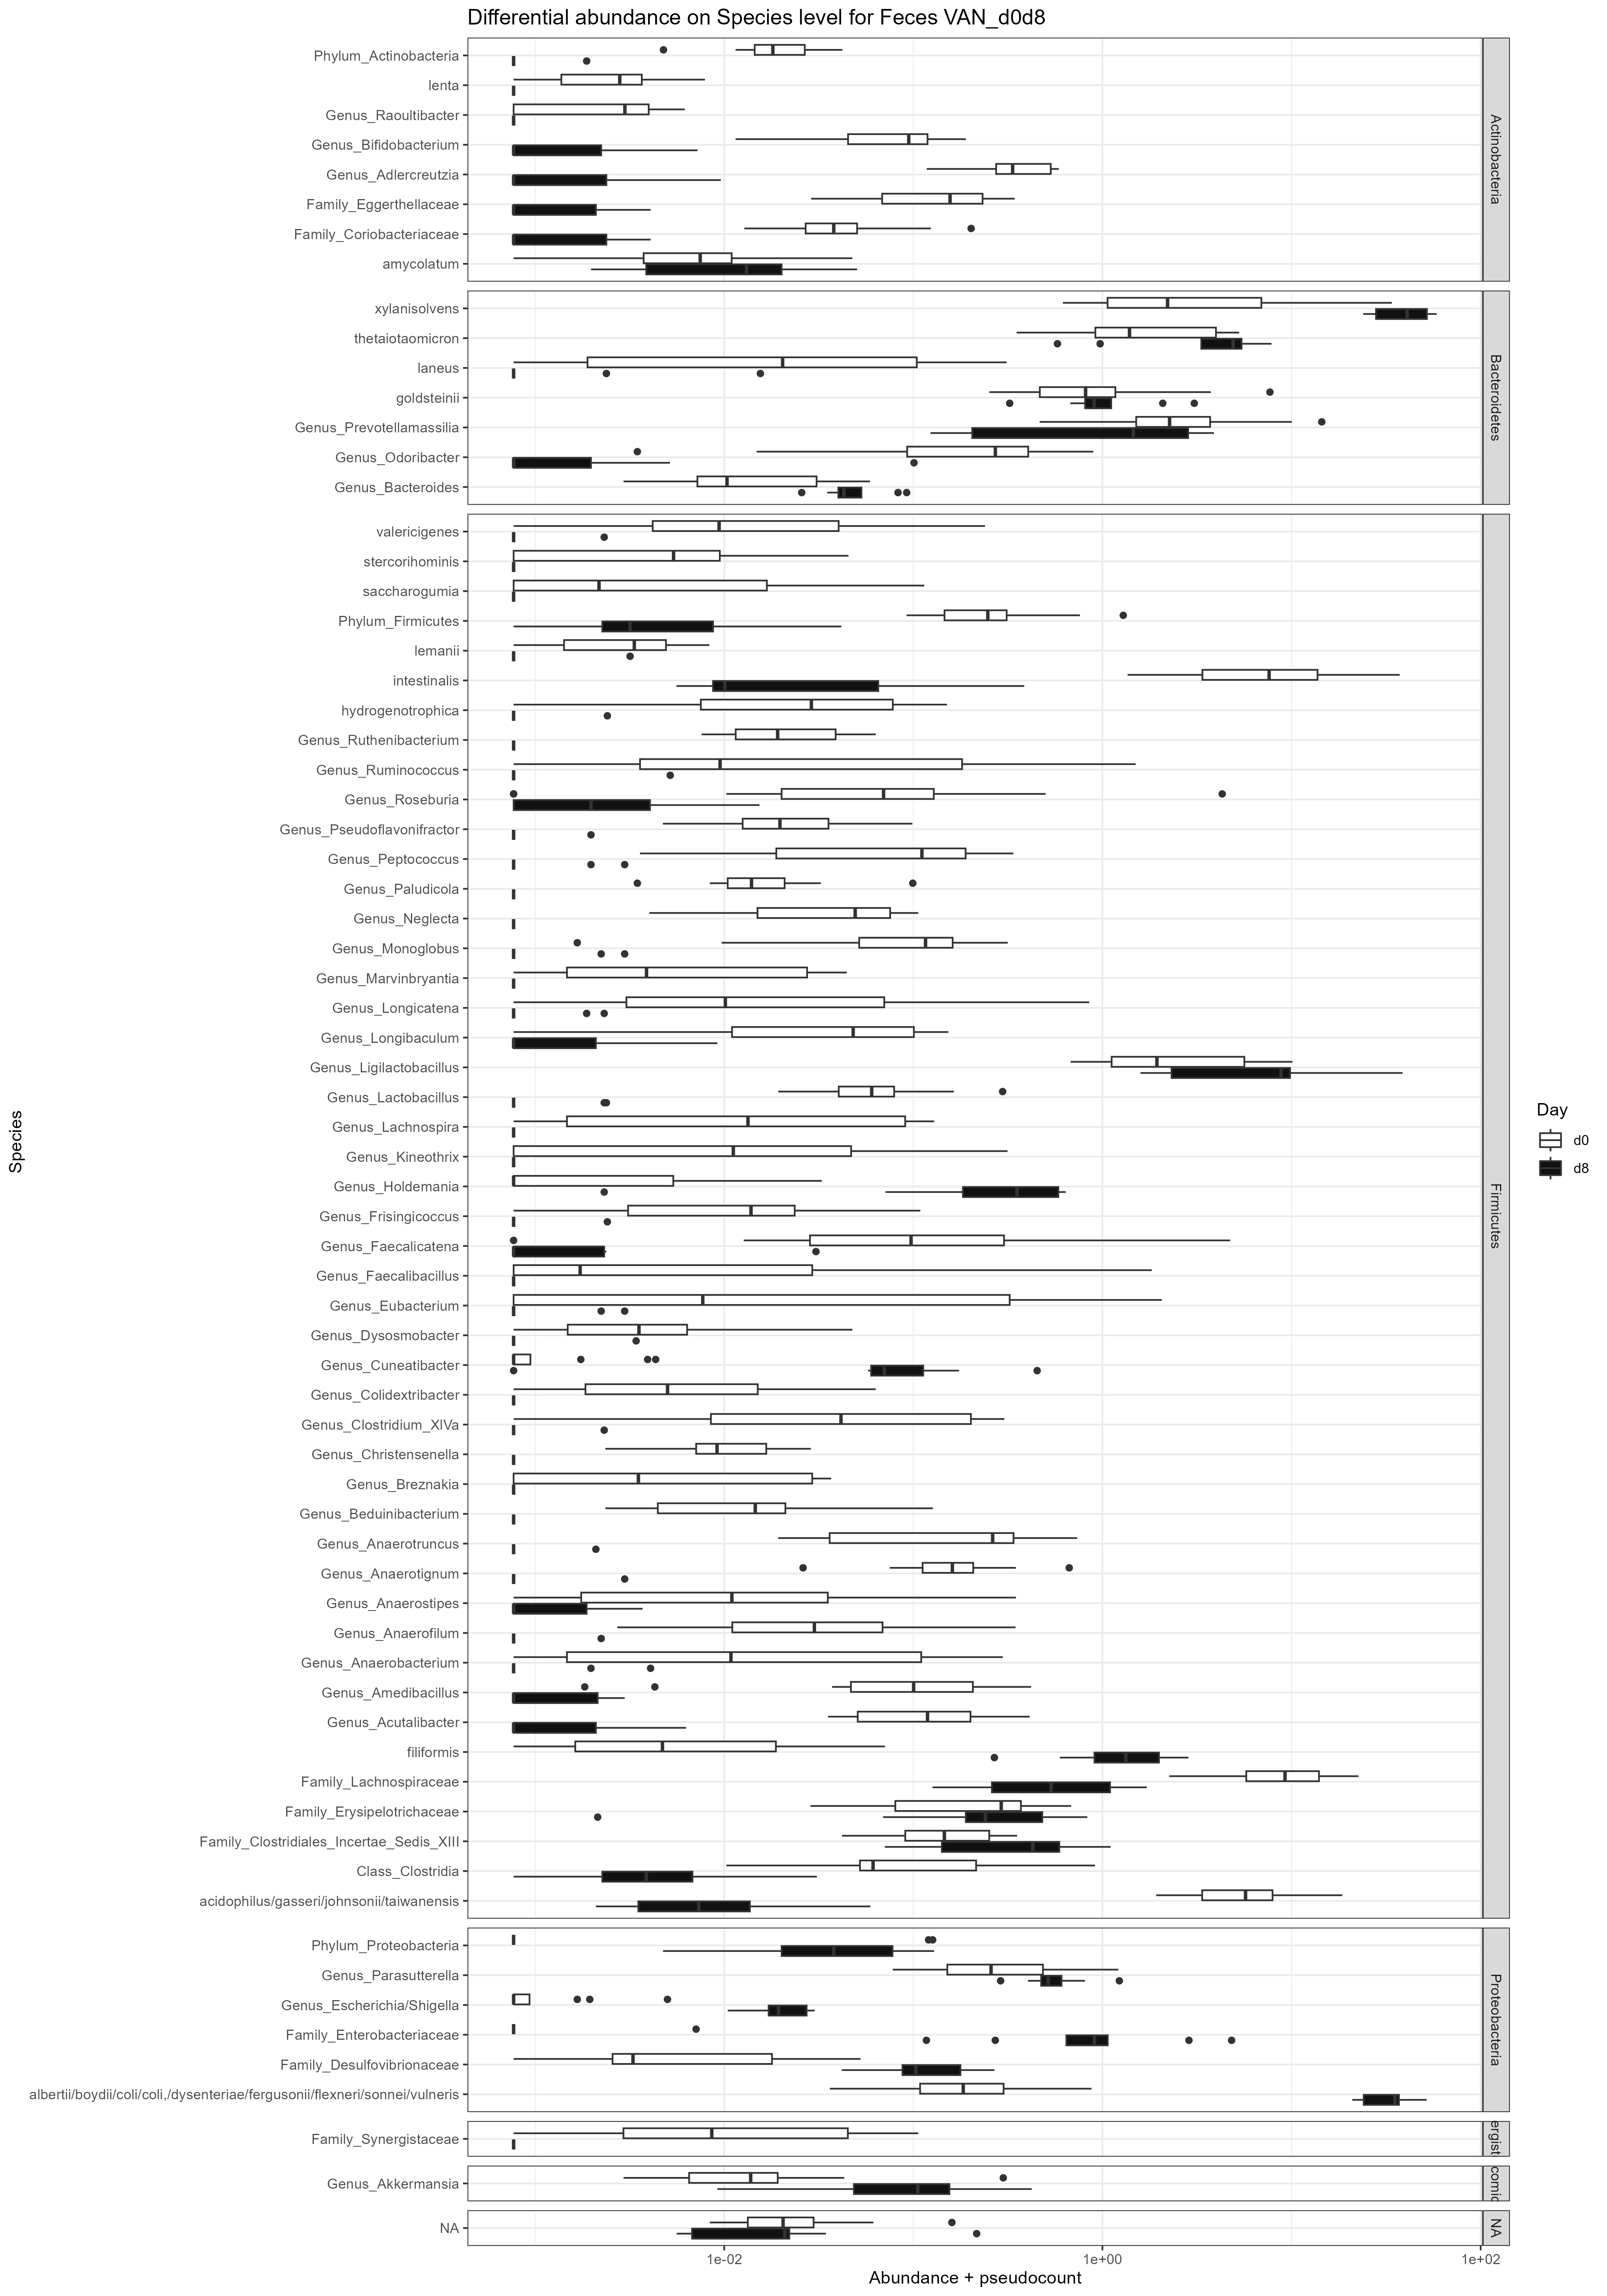 Differential abundance on Species level for Feces VAN_d0d8
Phylum_Actinobacteria
lenta
Genus_Raoultibacter
Genus_Bifidobacterium
Genus_Adlercreutzia
Family_Eggerthellaceae
Family_Coriobacteriaceae
amycolatum
Actinobacteria
xylanisolvens
thetaiotaomicron
laneus
goldsteinii
Genus_Prevotellamassilia
Genus_Odoribacter
Genus_Bacteroides
Bacteroidetes
valericigenes
stercorihominis
saccharogumia
Phylum_Firmicutes
lemanii
intestinalis
hydrogenotrophica
Genus_Ruthenibacterium
Genus_Ruminococcus
Genus_Roseburia
Genus_Pseudoflavonifractor
Genus_Peptococcus
Genus_Paludicola
Genus_Neglecta
Genus_Monoglobus
Genus_Marvinbryantia
Genus_Longicatena
Genus_Longibaculum
Genus_Ligilactobacillus
Genus_Lactobacillus
Genus_Lachnospira
Genus_Kineothrix
Genus_Holdemania
Genus_Frisingicoccus
Genus_Faecalicatena
Genus_Faecalibacillus
Genus_Eubacterium
Genus_Dysosmobacter
Genus_Cuneatibacter
Genus_Colidextribacter
Genus_Clostridium_XIVa
Genus_Christensenella
Genus_Breznakia
Genus_Beduinibacterium
Genus_Anaerotruncus
Genus_Anaerotignum
Genus_Anaerostipes
Genus_Anaerofilum
Genus_Anaerobacterium
Genus_Amedibacillus
Genus_Acutalibacter
filiformis
Family_Lachnospiraceae
Family_Erysipelotrichaceae
Family_Clostridiales_Incertae_Sedis_XIII
Class_Clostridia
acidophilus/gasseri/johnsonii/taiwanensis
Firmicutes
Phylum_Proteobacteria
Genus_Parasutterella
Genus_Escherichia/Shigella
Family_Enterobacteriaceae
Family_Desulfovibrionaceae
albertii/boydii/coli/coli,/dysenteriae/fergusonii/flexneri/sonnei/vulneris
Proteobacteria
Family_Synergistaceae
Genus_Akkermansia
NA
NA
1e-02
1e+00
1e+02
Abundance + pseudocount
Species
Day
d0
d8